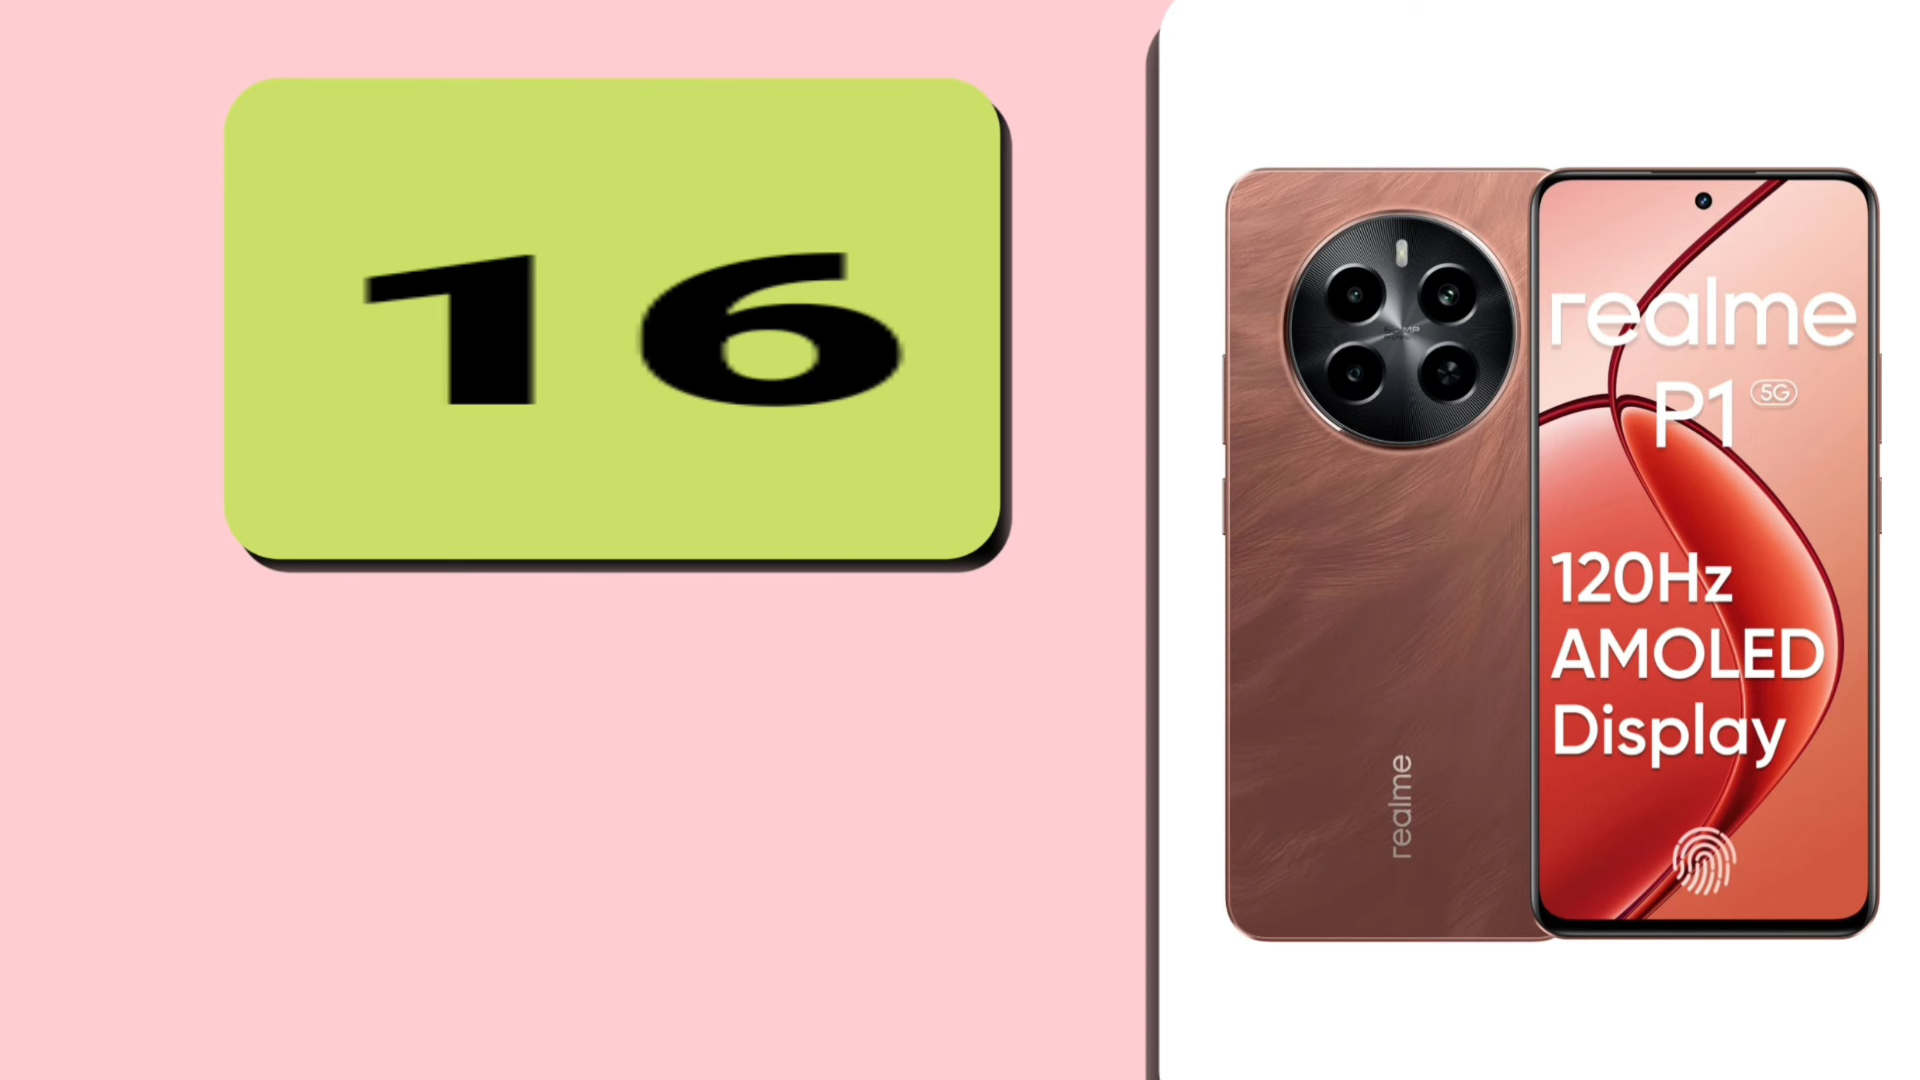 16
realme
P1 5G
120Hz
AMOLED
Display
realme